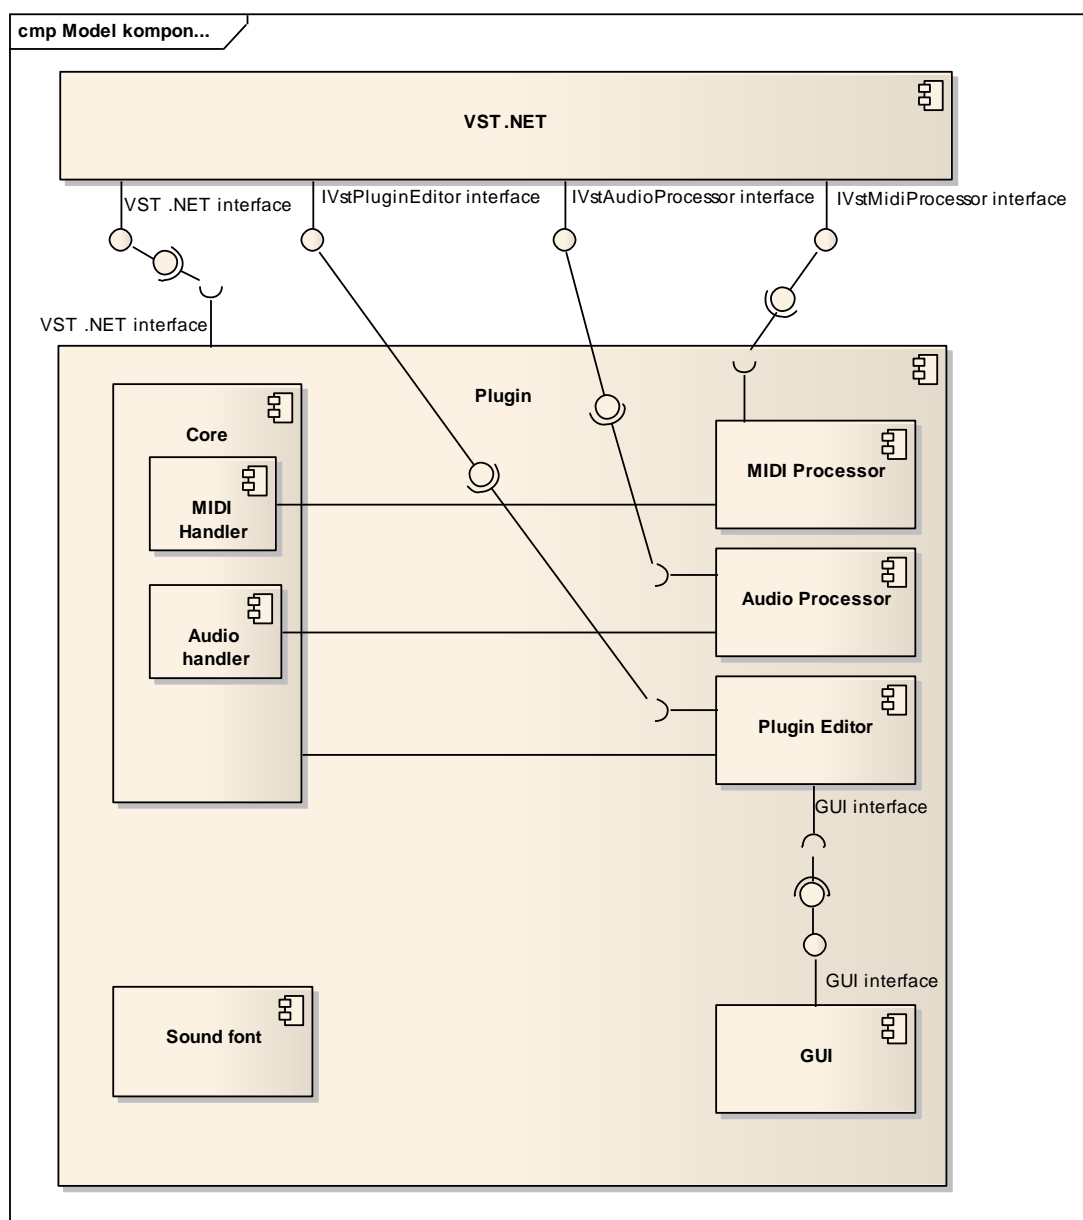 cmp Model kompon...
VST .NET
VST .NET interface
IVstPluginEditor interface
IVstAudioProcessor interface
IVstMidiProcessor interface
VST .NET interface
Plugin
Core
MIDI
Handler
MIDI Processor
Audio
handler
Audio Processor
Plugin Editor
GUI interface
GUI interface
Sound font
GUI